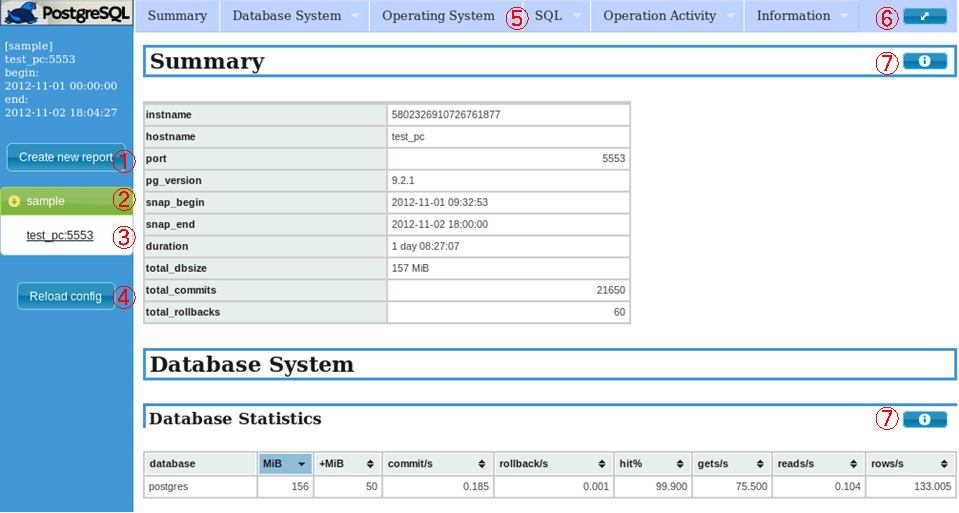 PostgreSQL
Summary Database System Operating System ⑤ SQL Operation Activity Information ⑥
[sample]
test_pc:5553
begin:
2012-11-01 00:00:00
end:
2012-11-02 18:04:27
Create new report ①
sample ②
test_pc:5553 ③
Reload config ④
Summary ⑦
instname 5802326910726761877
hostname test_pc
port 5553
pg_version 9.2.1
snap_begin 2012-11-01 09:32:53
snap_end 2012-11-02 18:00:00
duration 1 day 08:27:07
total_dbsize 157 MiB
total_commits 21650
total_rollbacks 60
Database System
Database Statistics ⑦
database MiB +MiB commit/s rollback/s hit% gets/s reads/s rows/s
postgres 156 50 0.185 0.001 99.900 75.500 0.104 133.005